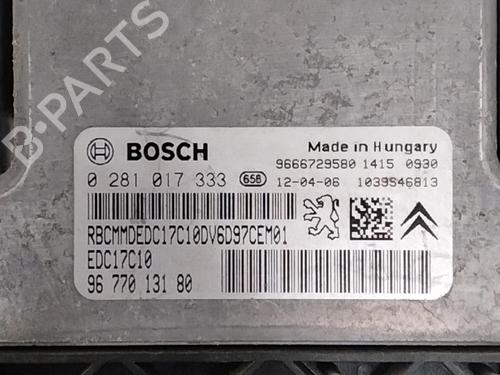 B-PARTS
BOSCH
Made in Hungary
9666729580 1415 0930
0 281 017 333 658 12-04-06 1039S46813
RBCMMDEDC17C10DV6D97CEM01
EDC17C10
96 770 131 80